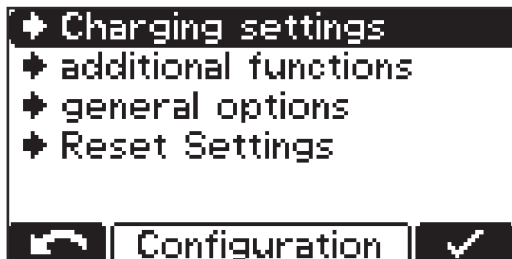 Charging settings
additional functions
general options
Reset Settings
Configuration